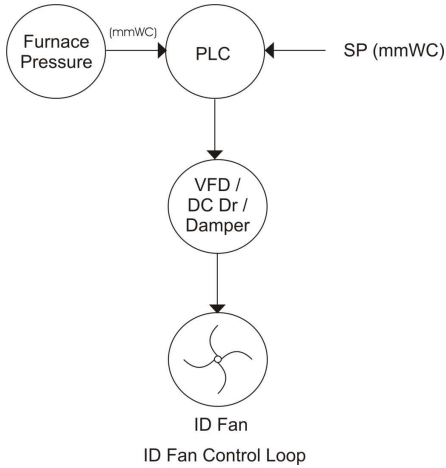 Furnace
Pressure
(mmWC)
PLC
SP (mmWC)
VFD /
DC Dr /
Damper
ID Fan
ID Fan Control Loop